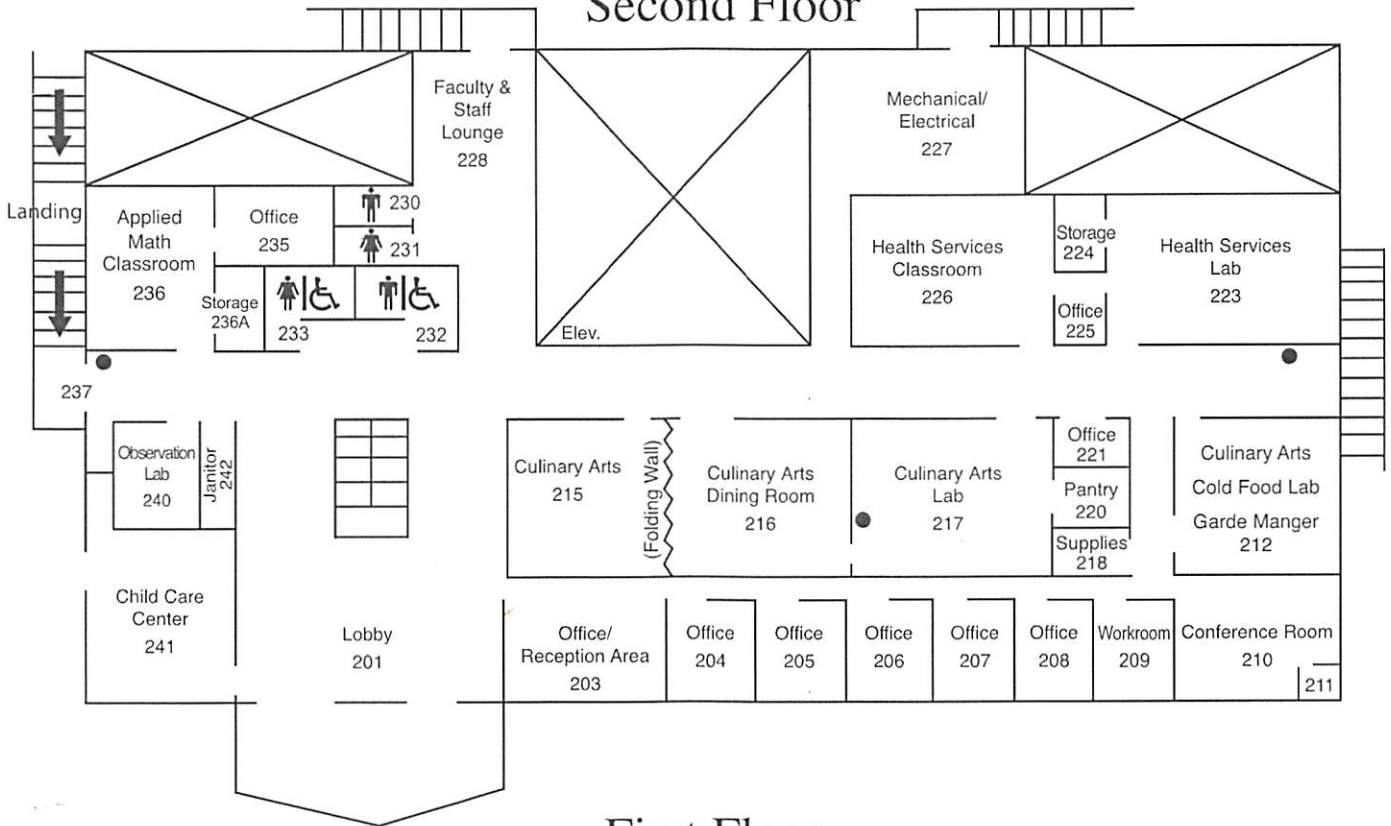 Second Floor
Faculty &
Staff
Lounge
228
Mechanical/
Electrical
227
Landing
Applied
Math
Classroom
236
Office
235
230
231
Storage
236A
233
232
Elev.
Health Services
Classroom
226
Storage
224
Office
225
Health Services
Lab
223
237
Observation
Lab
240
Janitor
242
Culinary Arts
215
(Folding Wall)
Culinary Arts
Dining Room
216
Culinary Arts
Lab
217
Office
221
Pantry
220
Supplies
218
Culinary Arts
Cold Food Lab
Garde Manger
212
Child Care
Center
241
Lobby
201
Office/
Reception Area
203
Office
204
Office
205
Office
206
Office
207
Office
208
Workroom
209
Conference Room
210
211
First Floor